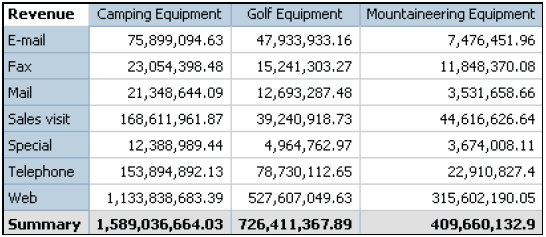 Revenue Camping Equipment Golf Equipment Mountaineering Equipment
E-mail 75,899,094.63 47,933,933.16 7,476,451.96
Fax 23,054,398.48 15,241,303.27 11,848,370.08
Mail 21,348,644.09 12,693,287.48 3,531,658.66
Sales visit 168,611,961.87 39,240,918.73 44,616,626.64
Special 12,388,989.44 4,964,762.97 3,674,008.11
Telephone 153,894,892.13 78,730,112.65 22,910,827.4
Web 1,133,838,683.39 527,607,049.63 315,602,190.05
Summary 1,589,036,664.03 726,411,367.89 409,660,132.9